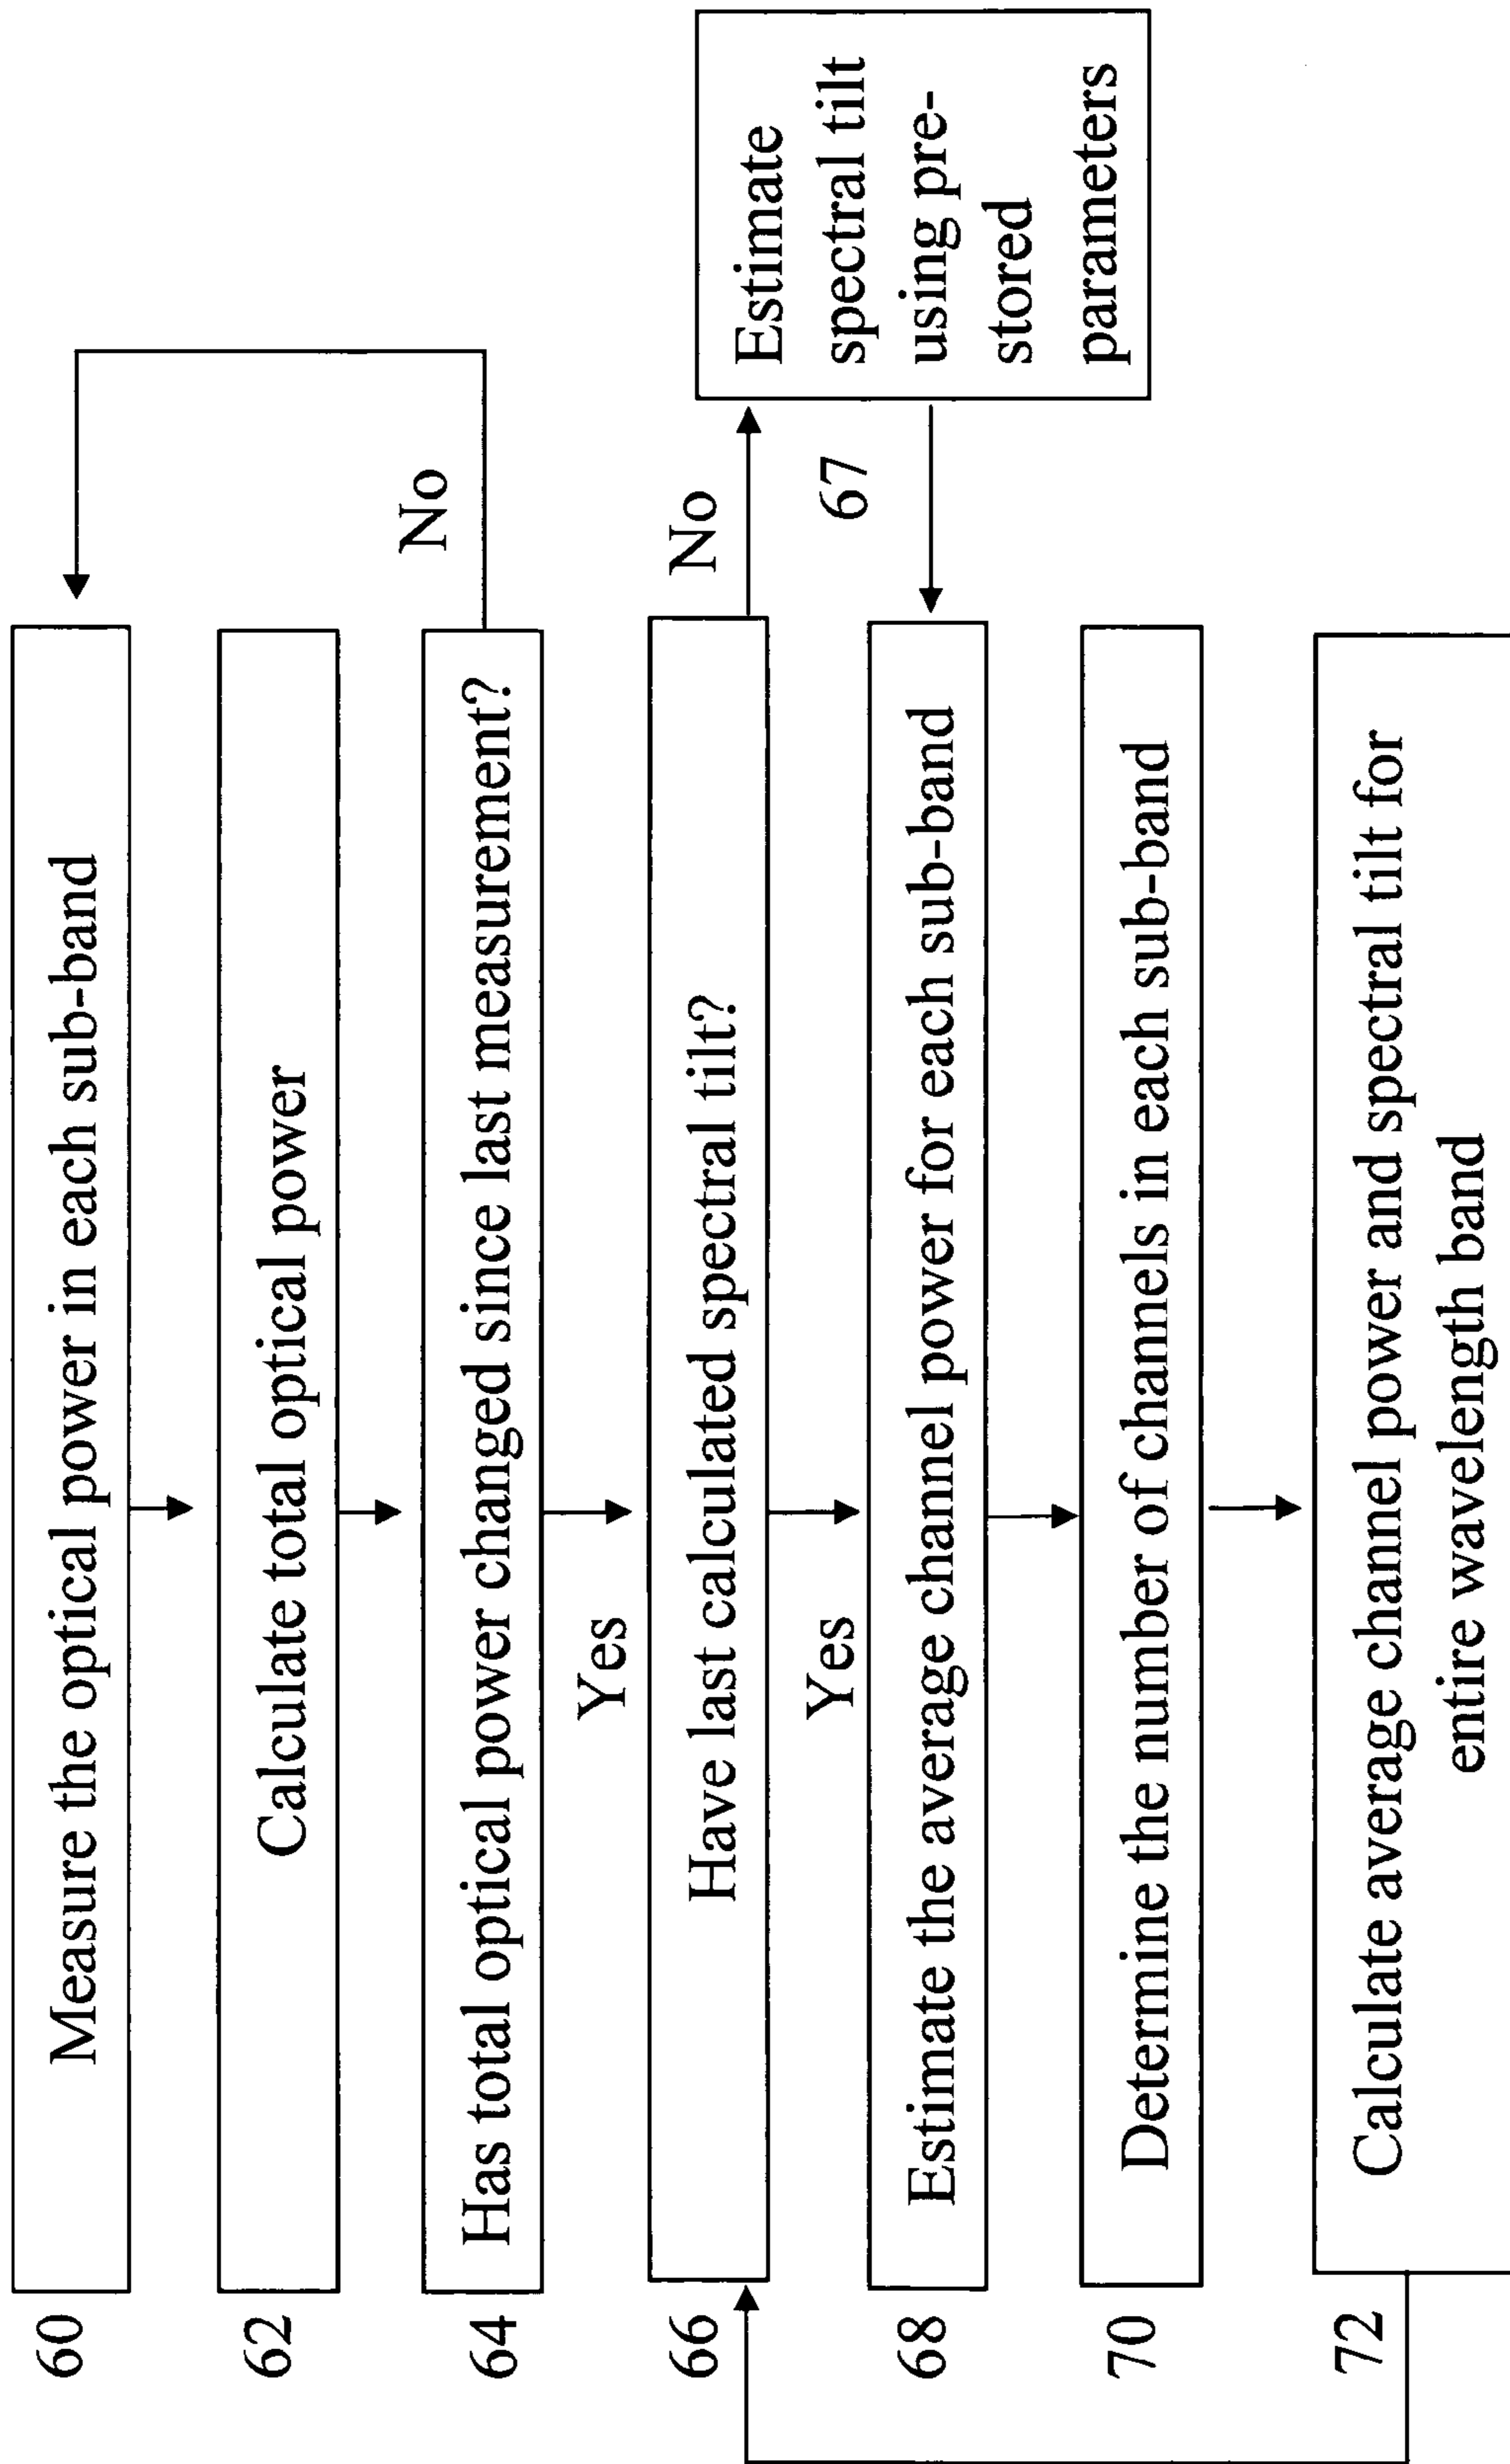 60
Measure the optical power in each sub-band
62
Calculate total optical power
64
Has total optical power changed since last measurement?
No
Yes
66
Have last calculated spectral tilt?
No
Estimate
spectral tilt
using pre-
stored
parameters
67
Yes
68
Estimate the average channel power for each sub-band
70
Determine the number of channels in each sub-band
72
Calculate average channel power and spectral tilt for
entire wavelength band